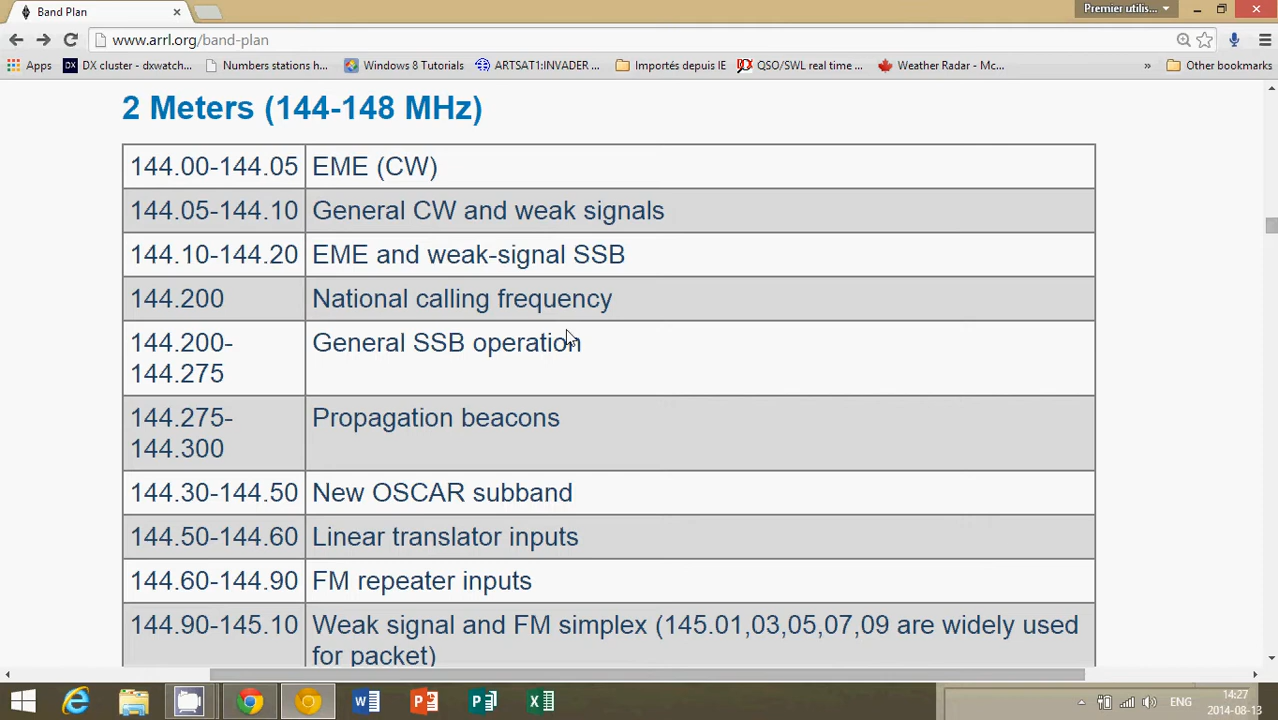 Band Plan
Premier utilis...
www.arrl.org/band-plan
Apps DX cluster - dxwatch... Numbers stations h... Windows 8 Tutorials ARTSAT1:INVADER ... Importés depuis IE QSO/SWL real time ... Weather Radar - Mc... » Other bookmarks
2 Meters (144-148 MHz)
144.00-144.05 EME (CW)
144.05-144.10 General CW and weak signals
144.10-144.20 EME and weak-signal SSB
144.200 National calling frequency
144.200- General SSB operation
144.275
144.275- Propagation beacons
144.300
144.30-144.50 New OSCAR subband
144.50-144.60 Linear translator inputs
144.60-144.90 FM repeater inputs
144.90-145.10 Weak signal and FM simplex (145.01,03,05,07,09 are widely used
for packet)
ENG 14:27
2014-08-13